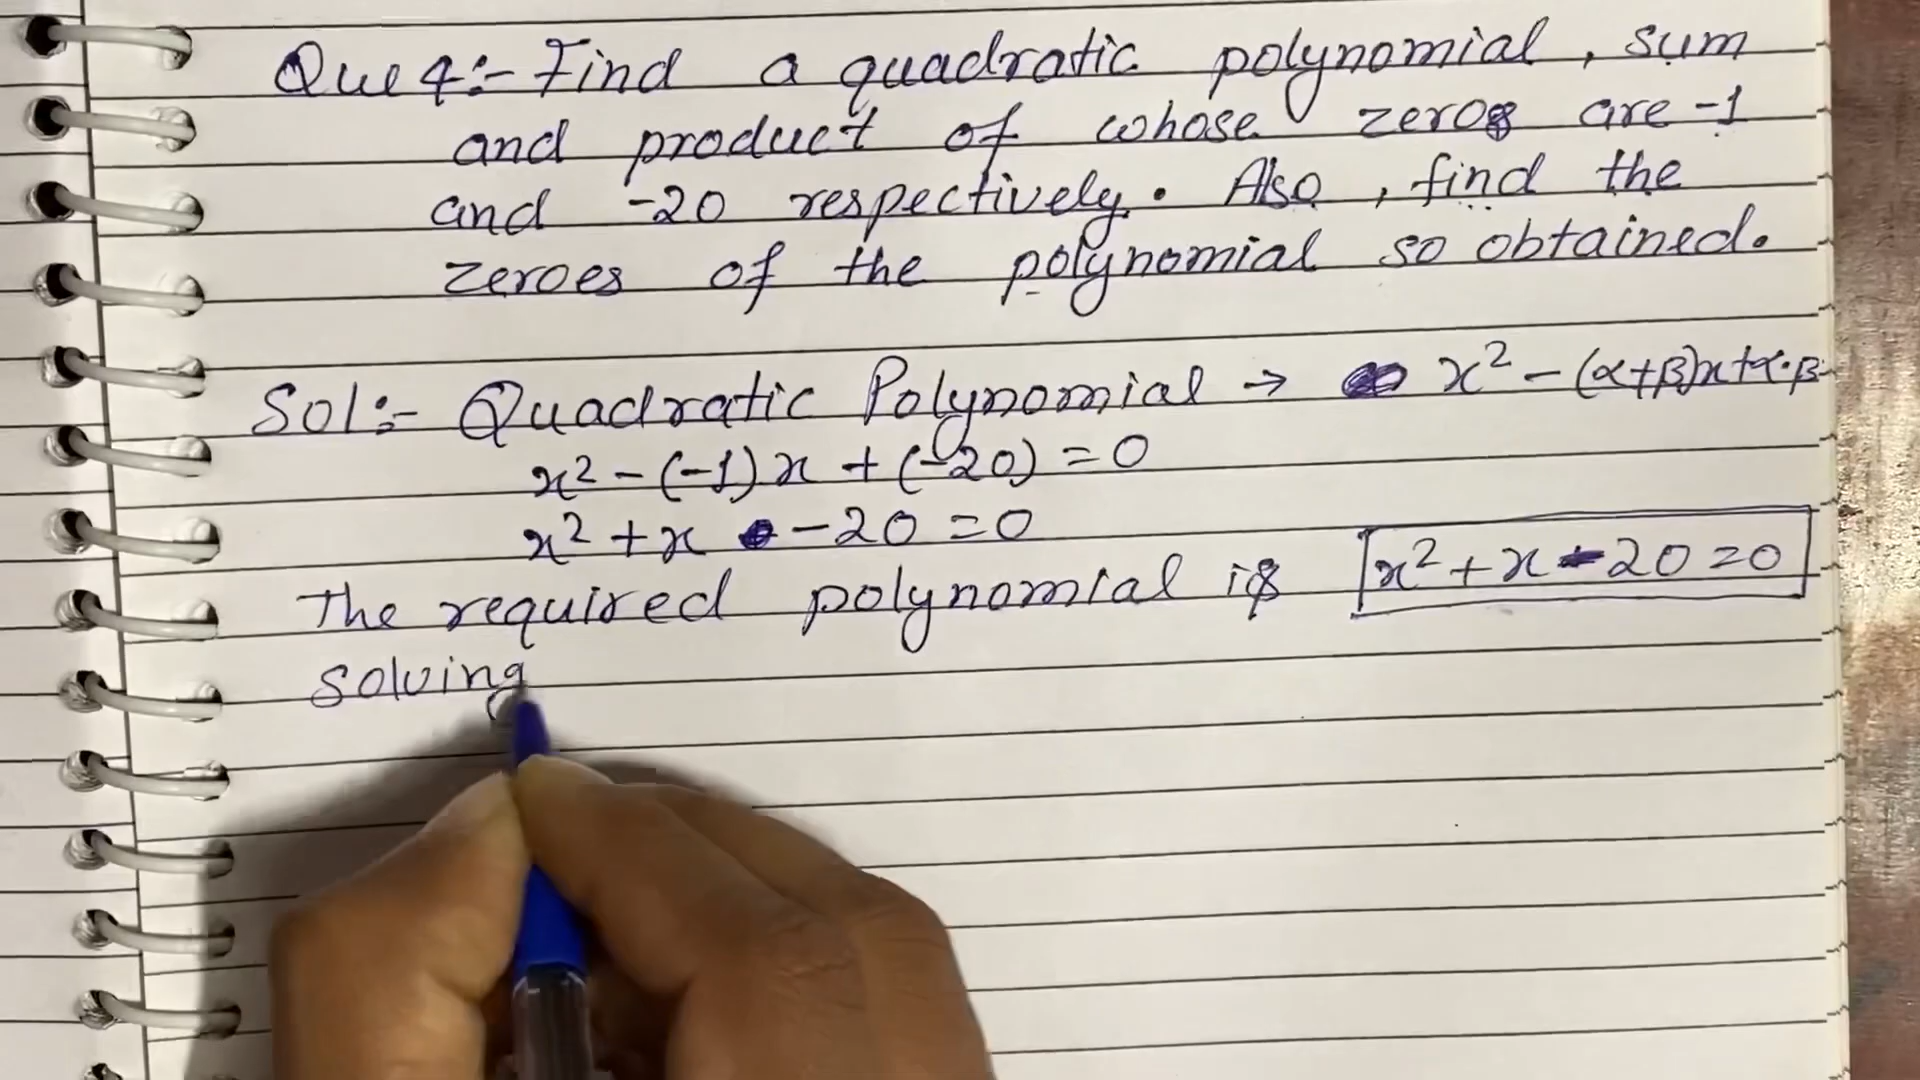 Que 4:- Find a quadratic polynomial, sum
and product of whose zeros are -1
and -20 respectively. Also, find the
zeroes of the polynomial so obtained.
Sol:- Quadratic Polynomial → x² - (α+β)x+α.β
x² - (-1)x + (-20) = 0
x² + x - 20 = 0
The required polynomial is x² + x - 20 = 0
solving